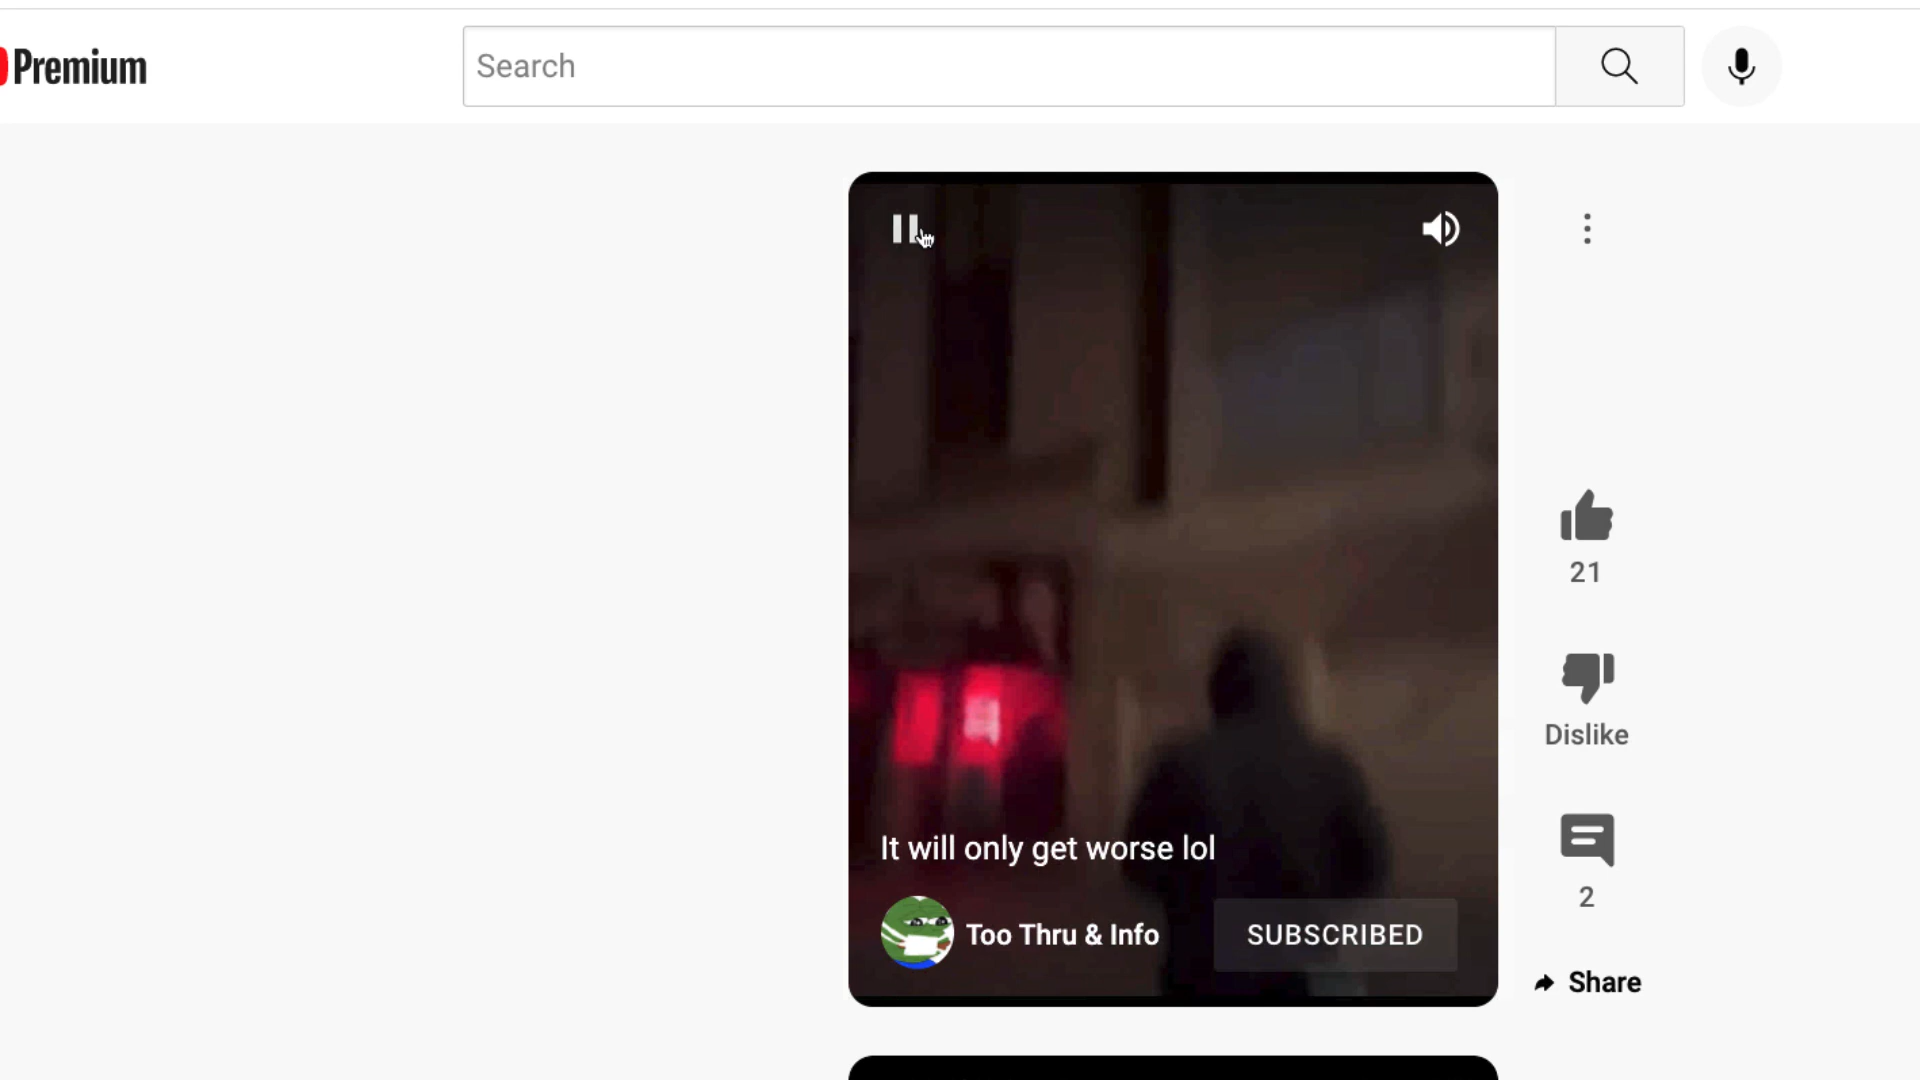 Premium
Search
21
Dislike
It will only get worse lol
2
Too Thru & Info
SUBSCRIBED
Share